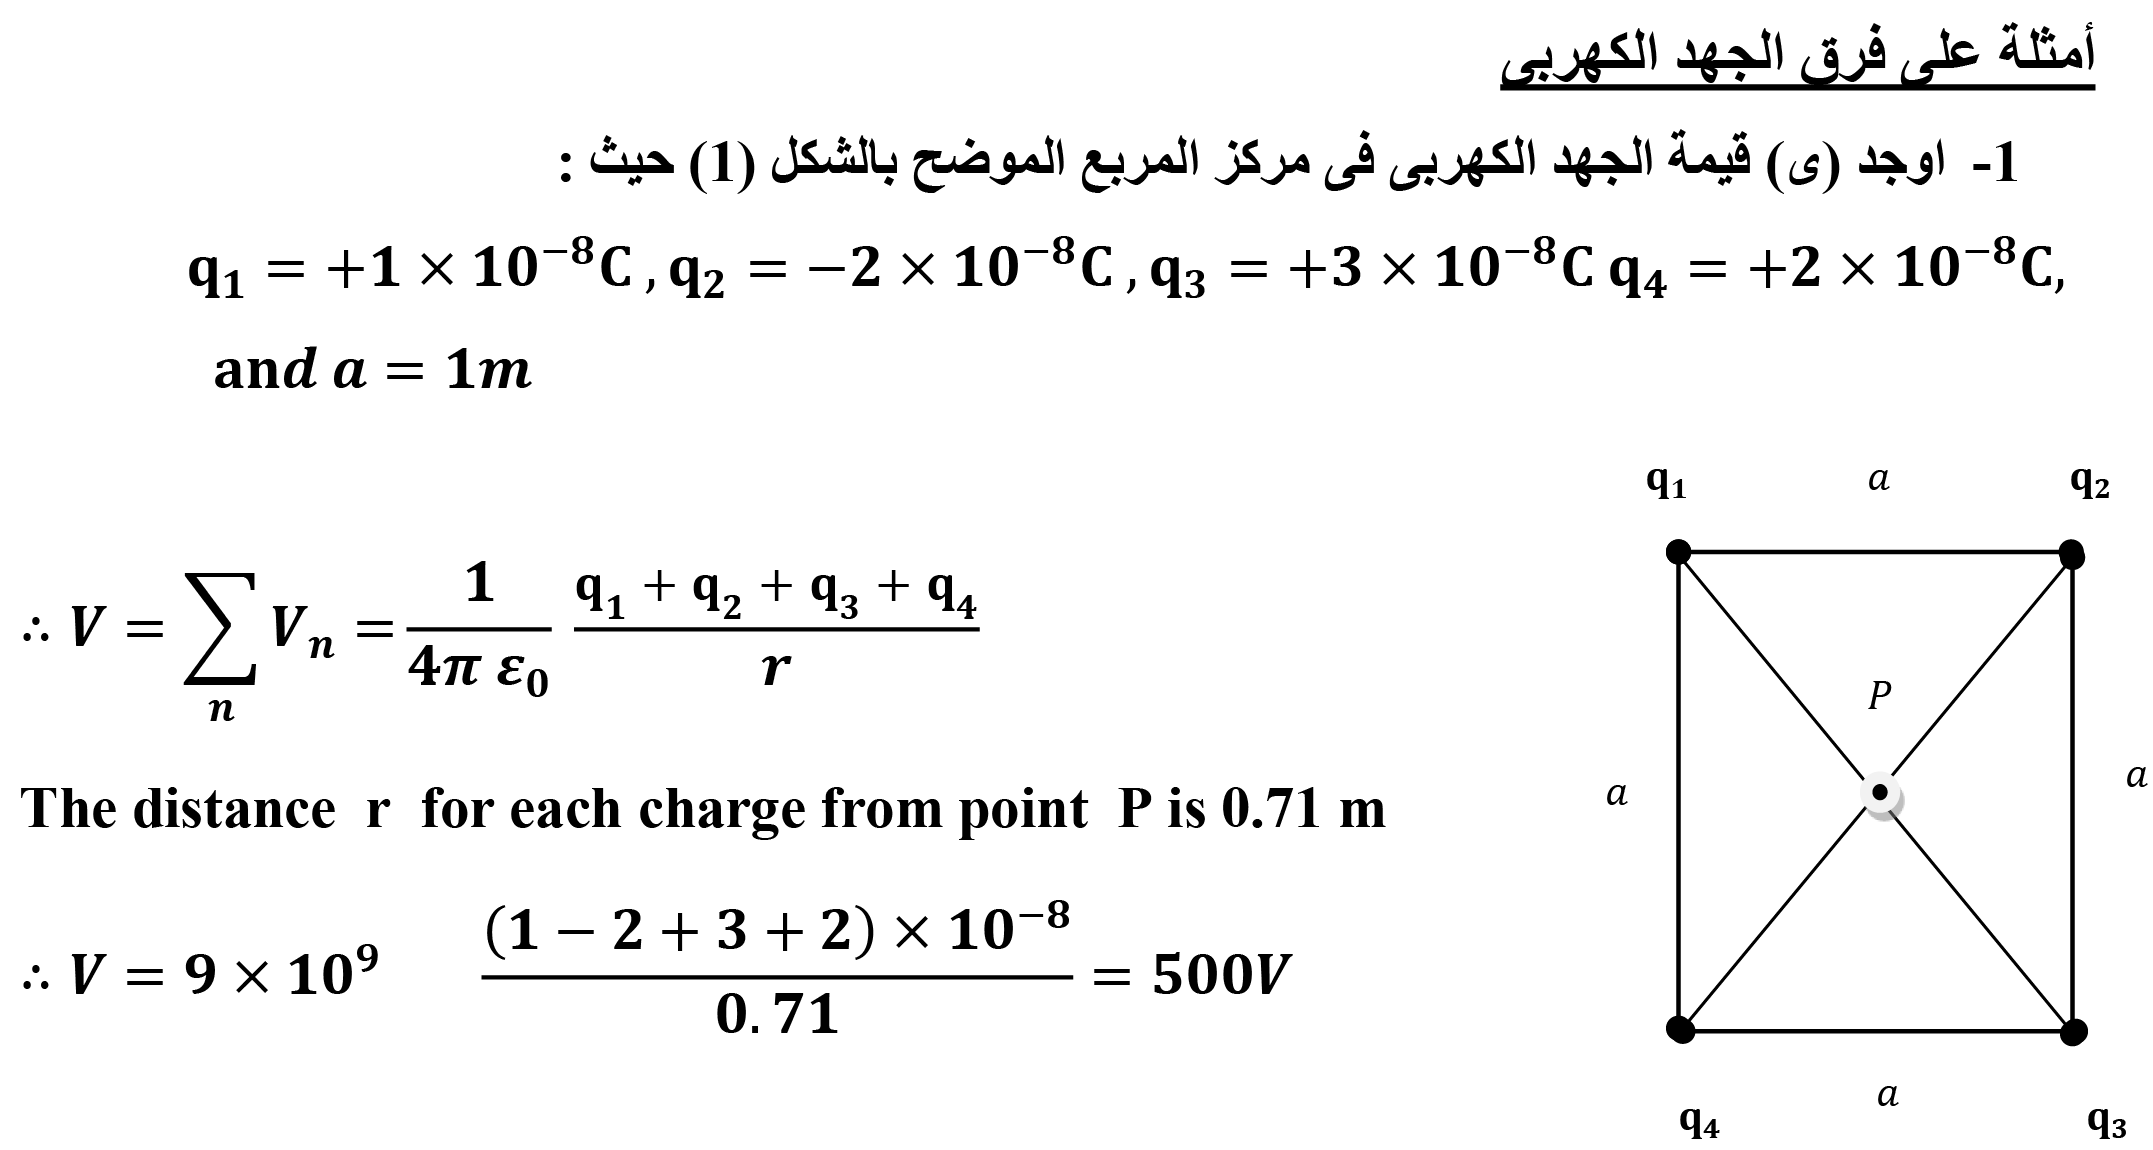 أمثلة على فرق الجهد الكهربى
1- اوجد (ى) قيمة الجهد الكهربى فى مركز المربع الموضح بالشكل (1) حيث :
q₁ = +1 × 10⁻⁸C , q₂ = −2 × 10⁻⁸C , q₃ = +3 × 10⁻⁸C q₄ = +2 × 10⁻⁸C,
and a = 1m
q₁ a q₂
∴ V = ∑ₙ Vₙ = 1/(4π ε₀) (q₁ + q₂ + q₃ + q₄)/r
P
The distance r for each charge from point P is 0.71 m
a a
∴ V = 9 × 10⁹ ((1 − 2 + 3 + 2) × 10⁻⁸)/0.71 = 500V
a
q₄ q₃